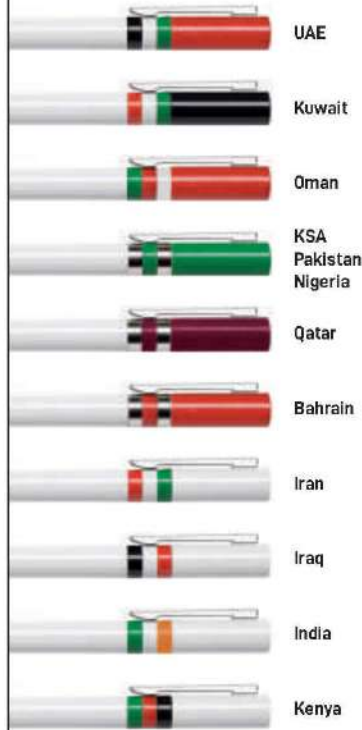 UAE
Kuwait
Oman
KSA
Pakistan
Nigeria
Qatar
Bahrain
Iran
Iraq
India
Kenya